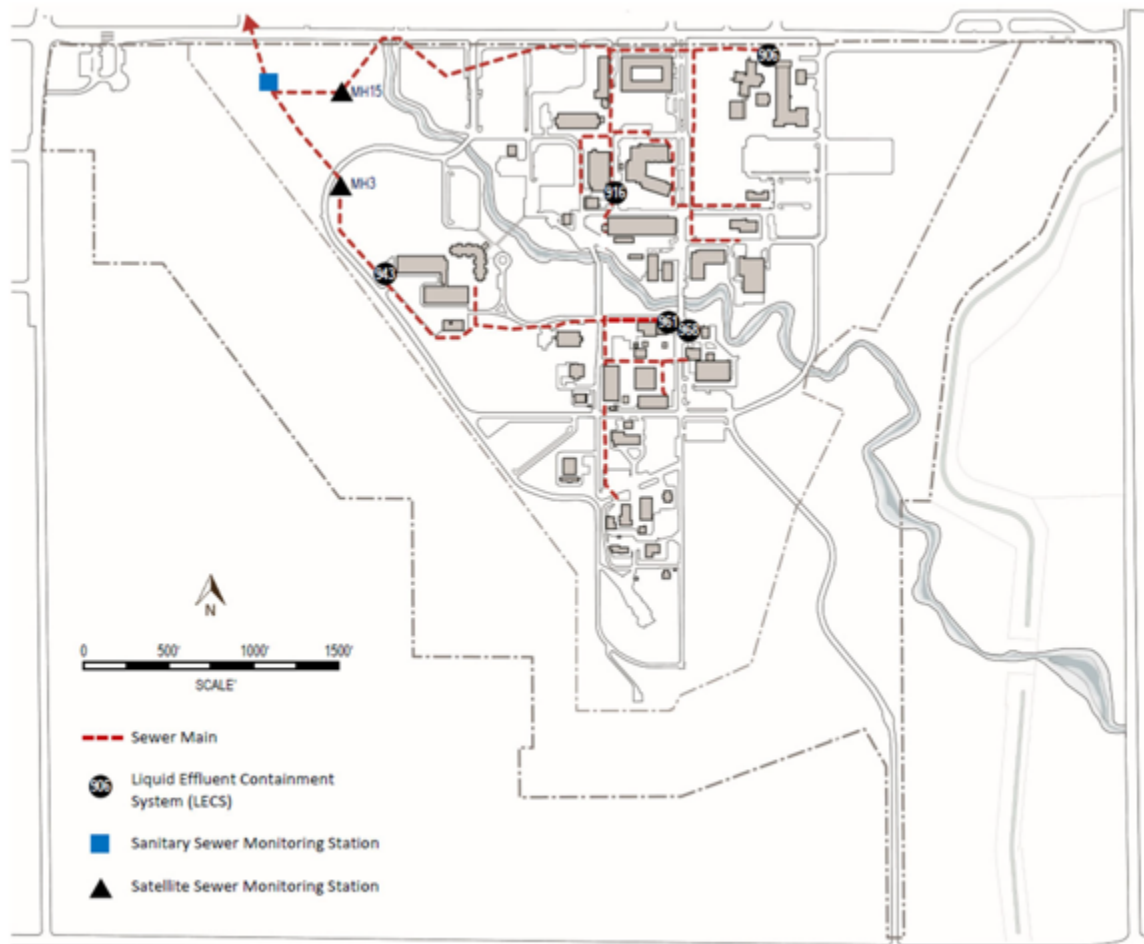 906
MH15
MH3
916
943
961
968
N
0 500' 1000' 1500'
SCALE'
Sewer Main
906
Liquid Effluent Containment
System (LECS)
Sanitary Sewer Monitoring Station
Satellite Sewer Monitoring Station